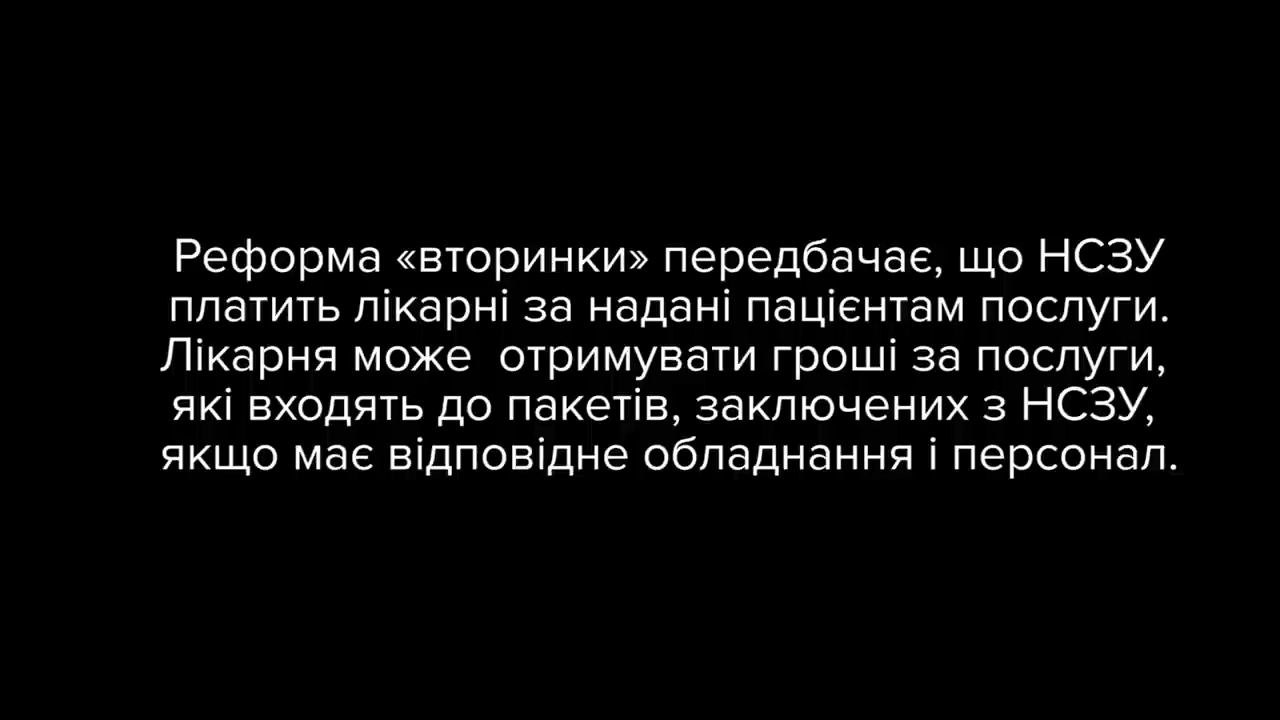 Реформа «вторинки» передбачає, що НСЗУ
платить лікарні за надані пацієнтам послуги.
Лікарня може  отримувати гроші за послуги,
які входять до пакетів, заключених з НСЗУ,
якщо має відповідне обладнання і персонал.